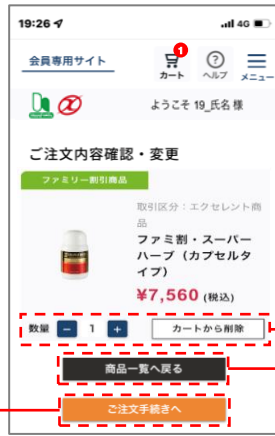 19:26
4G
会員専用サイト
1
カート
ヘルプ
メニュー
ようこそ 19_氏名 様
ご注文内容確認・変更
ファミリー割引商品
取引区分：エクセレント商
品
ファミ割・スーパー
ハーブ（カプセルタ
イプ）
¥7,560 (税込)
数量 − 1 + カートから削除
商品一覧へ戻る
ご注文手続きへ